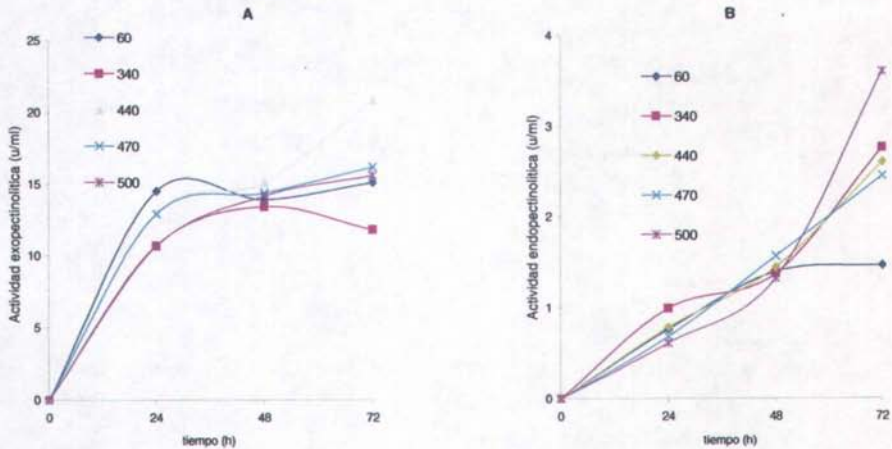 A
Actividad exopectinolítica (u/ml)
25
20
15
10
5
0
60
340
440
470
500
0 24 48 72
tiempo (h)
B
Actividad endopectinolítica (u/ml)
4
3
2
1
0
60
340
440
470
500
0 24 48 72
tiempo (h)